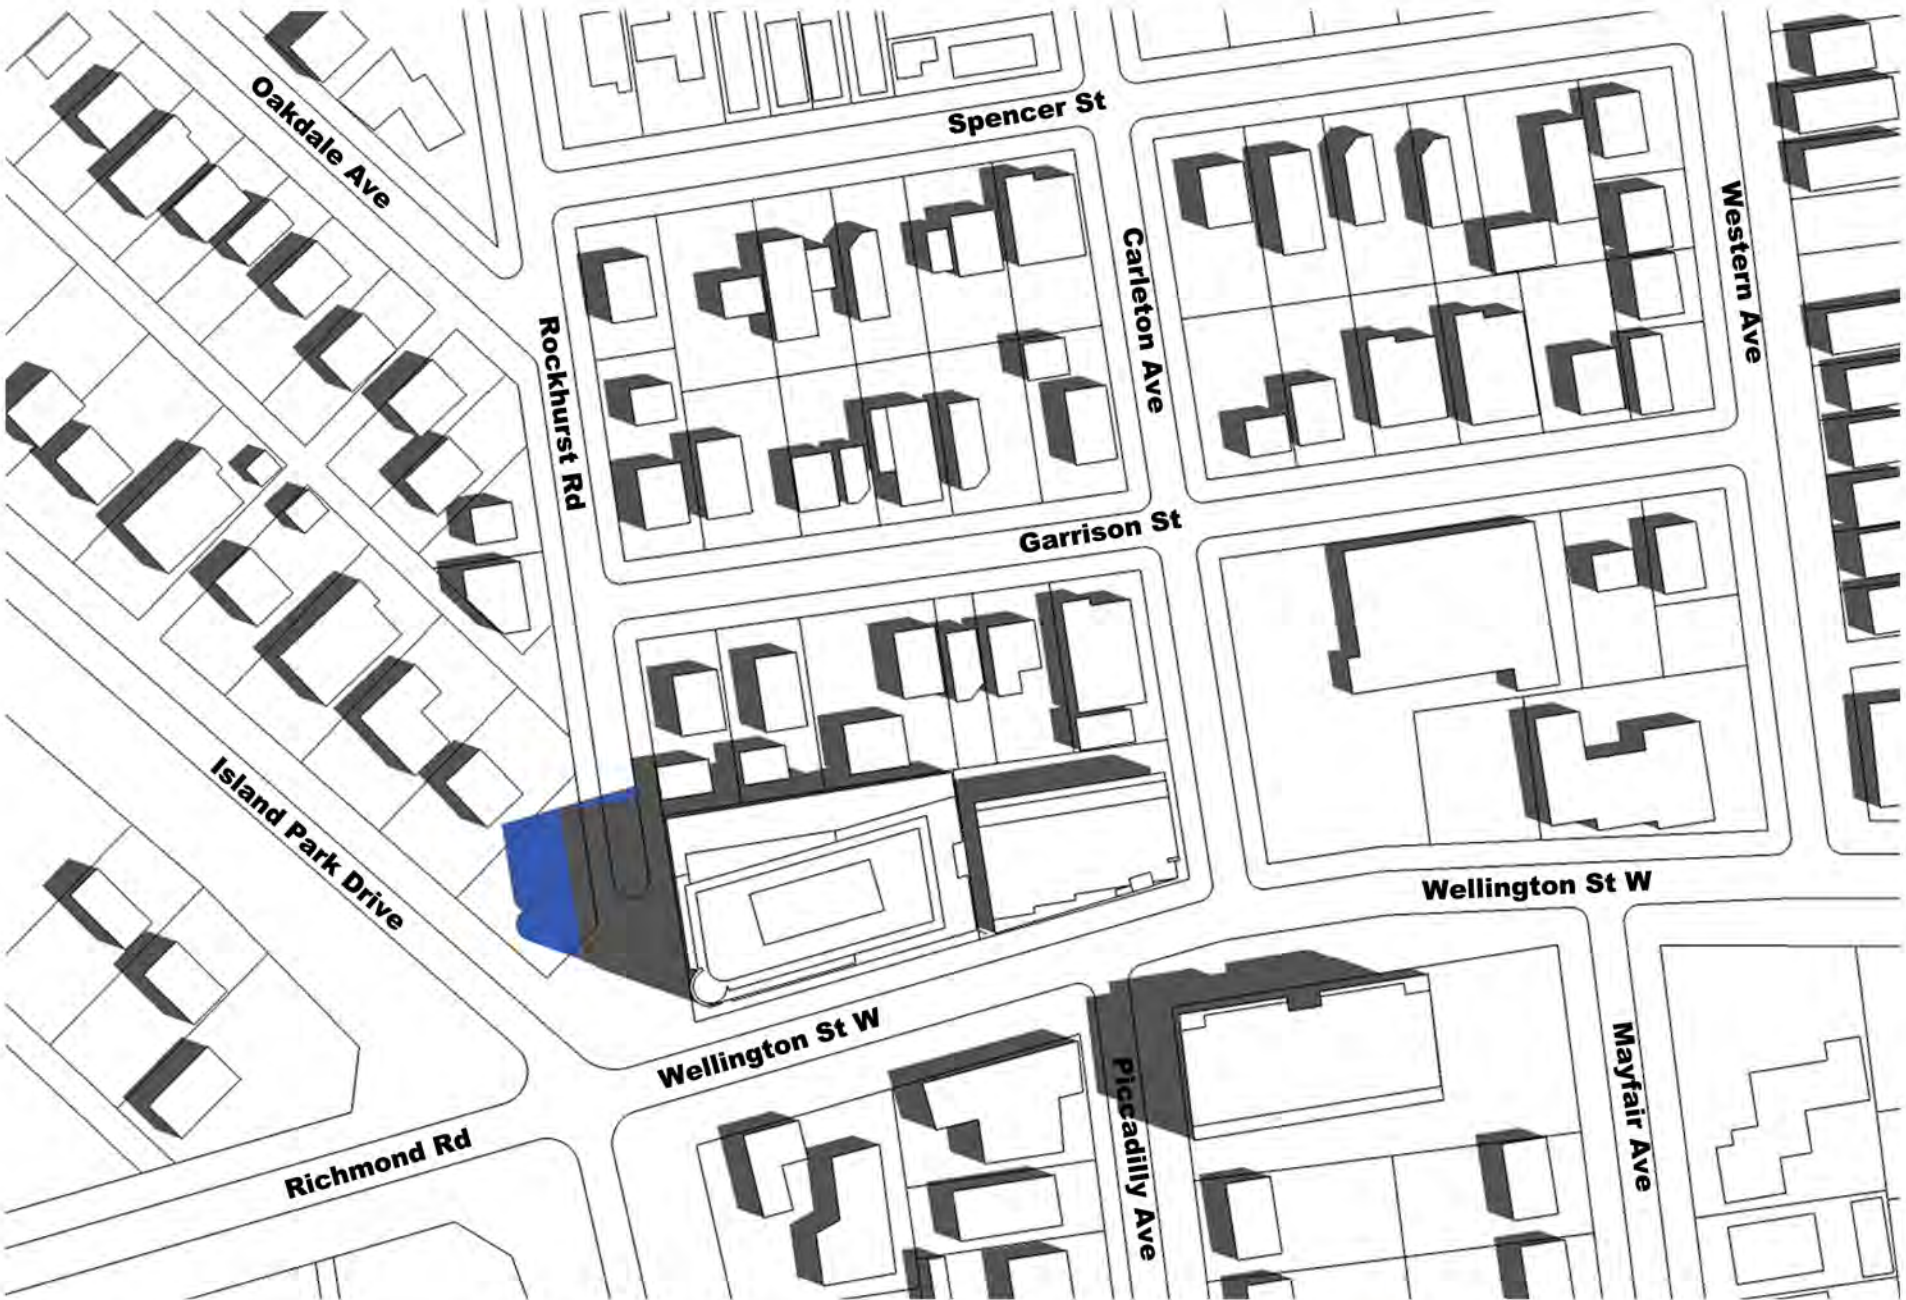 Oakdale Ave
Spencer St
Carleton Ave
Western Ave
Rockhurst Rd
Garrison St
Island Park Drive
Wellington St W
Wellington St W
Piccadilly Ave
Mayfair Ave
Richmond Rd